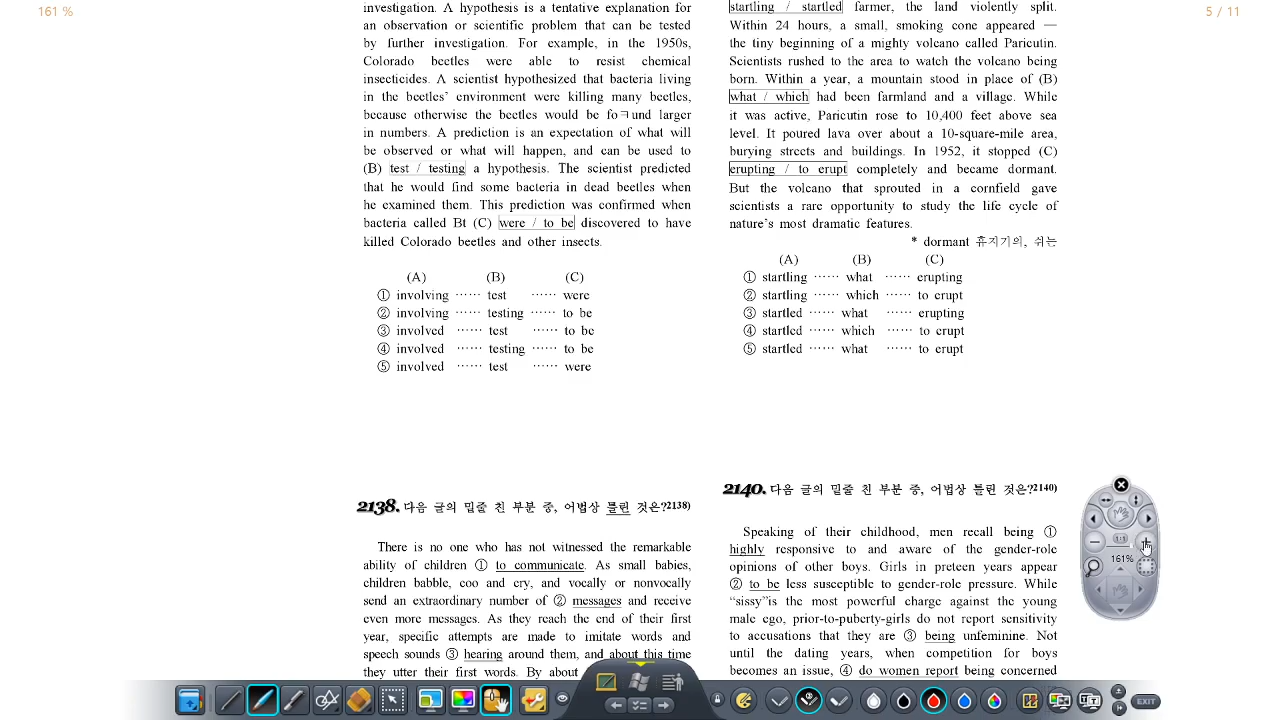 161 %
5 / 11
investigation. A hypothesis is a tentative explanation for
an observation or scientific problem that can be tested
by further investigation. For example, in the 1950s,
Colorado beetles were able to resist chemical
insecticides. A scientist hypothesized that bacteria living
in the beetles' environment were killing many beetles,
because otherwise the beetles would be foㅋund larger
in numbers. A prediction is an expectation of what will
be observed or what will happen, and can be used to
(B) test / testing a hypothesis. The scientist predicted
that he would find some bacteria in dead beetles when
he examined them. This prediction was confirmed when
bacteria called Bt (C) were / to be discovered to have
killed Colorado beetles and other insects.
(A) (B) (C)
① involving ⋯⋯ test ⋯⋯ were
② involving ⋯⋯ testing ⋯⋯ to be
③ involved ⋯⋯ test ⋯⋯ to be
④ involved ⋯⋯ testing ⋯⋯ to be
⑤ involved ⋯⋯ test ⋯⋯ were
2138. 다음 글의 밑줄 친 부분 중, 어법상 틀린 것은?2138)
There is no one who has not witnessed the remarkable
ability of children ① to communicate. As small babies,
children babble, coo and cry, and vocally or nonvocally
send an extraordinary number of ② messages and receive
even more messages. As they reach the end of their first
year, specific attempts are made to imitate words and
speech sounds ③ hearing around them, and about this time
they utter their first words. By about
startling / startled farmer, the land violently split.
Within 24 hours, a small, smoking cone appeared —
the tiny beginning of a mighty volcano called Paricutin.
Scientists rushed to the area to watch the volcano being
born. Within a year, a mountain stood in place of (B)
what / which had been farmland and a village. While
it was active, Paricutin rose to 10,400 feet above sea
level. It poured lava over about a 10-square-mile area,
burying streets and buildings. In 1952, it stopped (C)
erupting / to erupt completely and became dormant.
But the volcano that sprouted in a cornfield gave
scientists a rare opportunity to study the life cycle of
nature's most dramatic features.
* dormant 휴지기의, 쉬는
(A) (B) (C)
① startling ⋯⋯ what ⋯⋯ erupting
② startling ⋯⋯ which ⋯⋯ to erupt
③ startled ⋯⋯ what ⋯⋯ erupting
④ startled ⋯⋯ which ⋯⋯ to erupt
⑤ startled ⋯⋯ what ⋯⋯ to erupt
2140. 다음 글의 밑줄 친 부분 중, 어법상 틀린 것은?2140)
Speaking of their childhood, men recall being ①
highly responsive to and aware of the gender-role
opinions of other boys. Girls in preteen years appear
② to be less susceptible to gender-role pressure. While
“sissy”is the most powerful charge against the young
male ego, prior-to-puberty-girls do not report sensitivity
to accusations that they are ③ being unfeminine. Not
until the dating years, when competition for boys
becomes an issue, ④ do women report being concerned
1:1
161%
EXIT